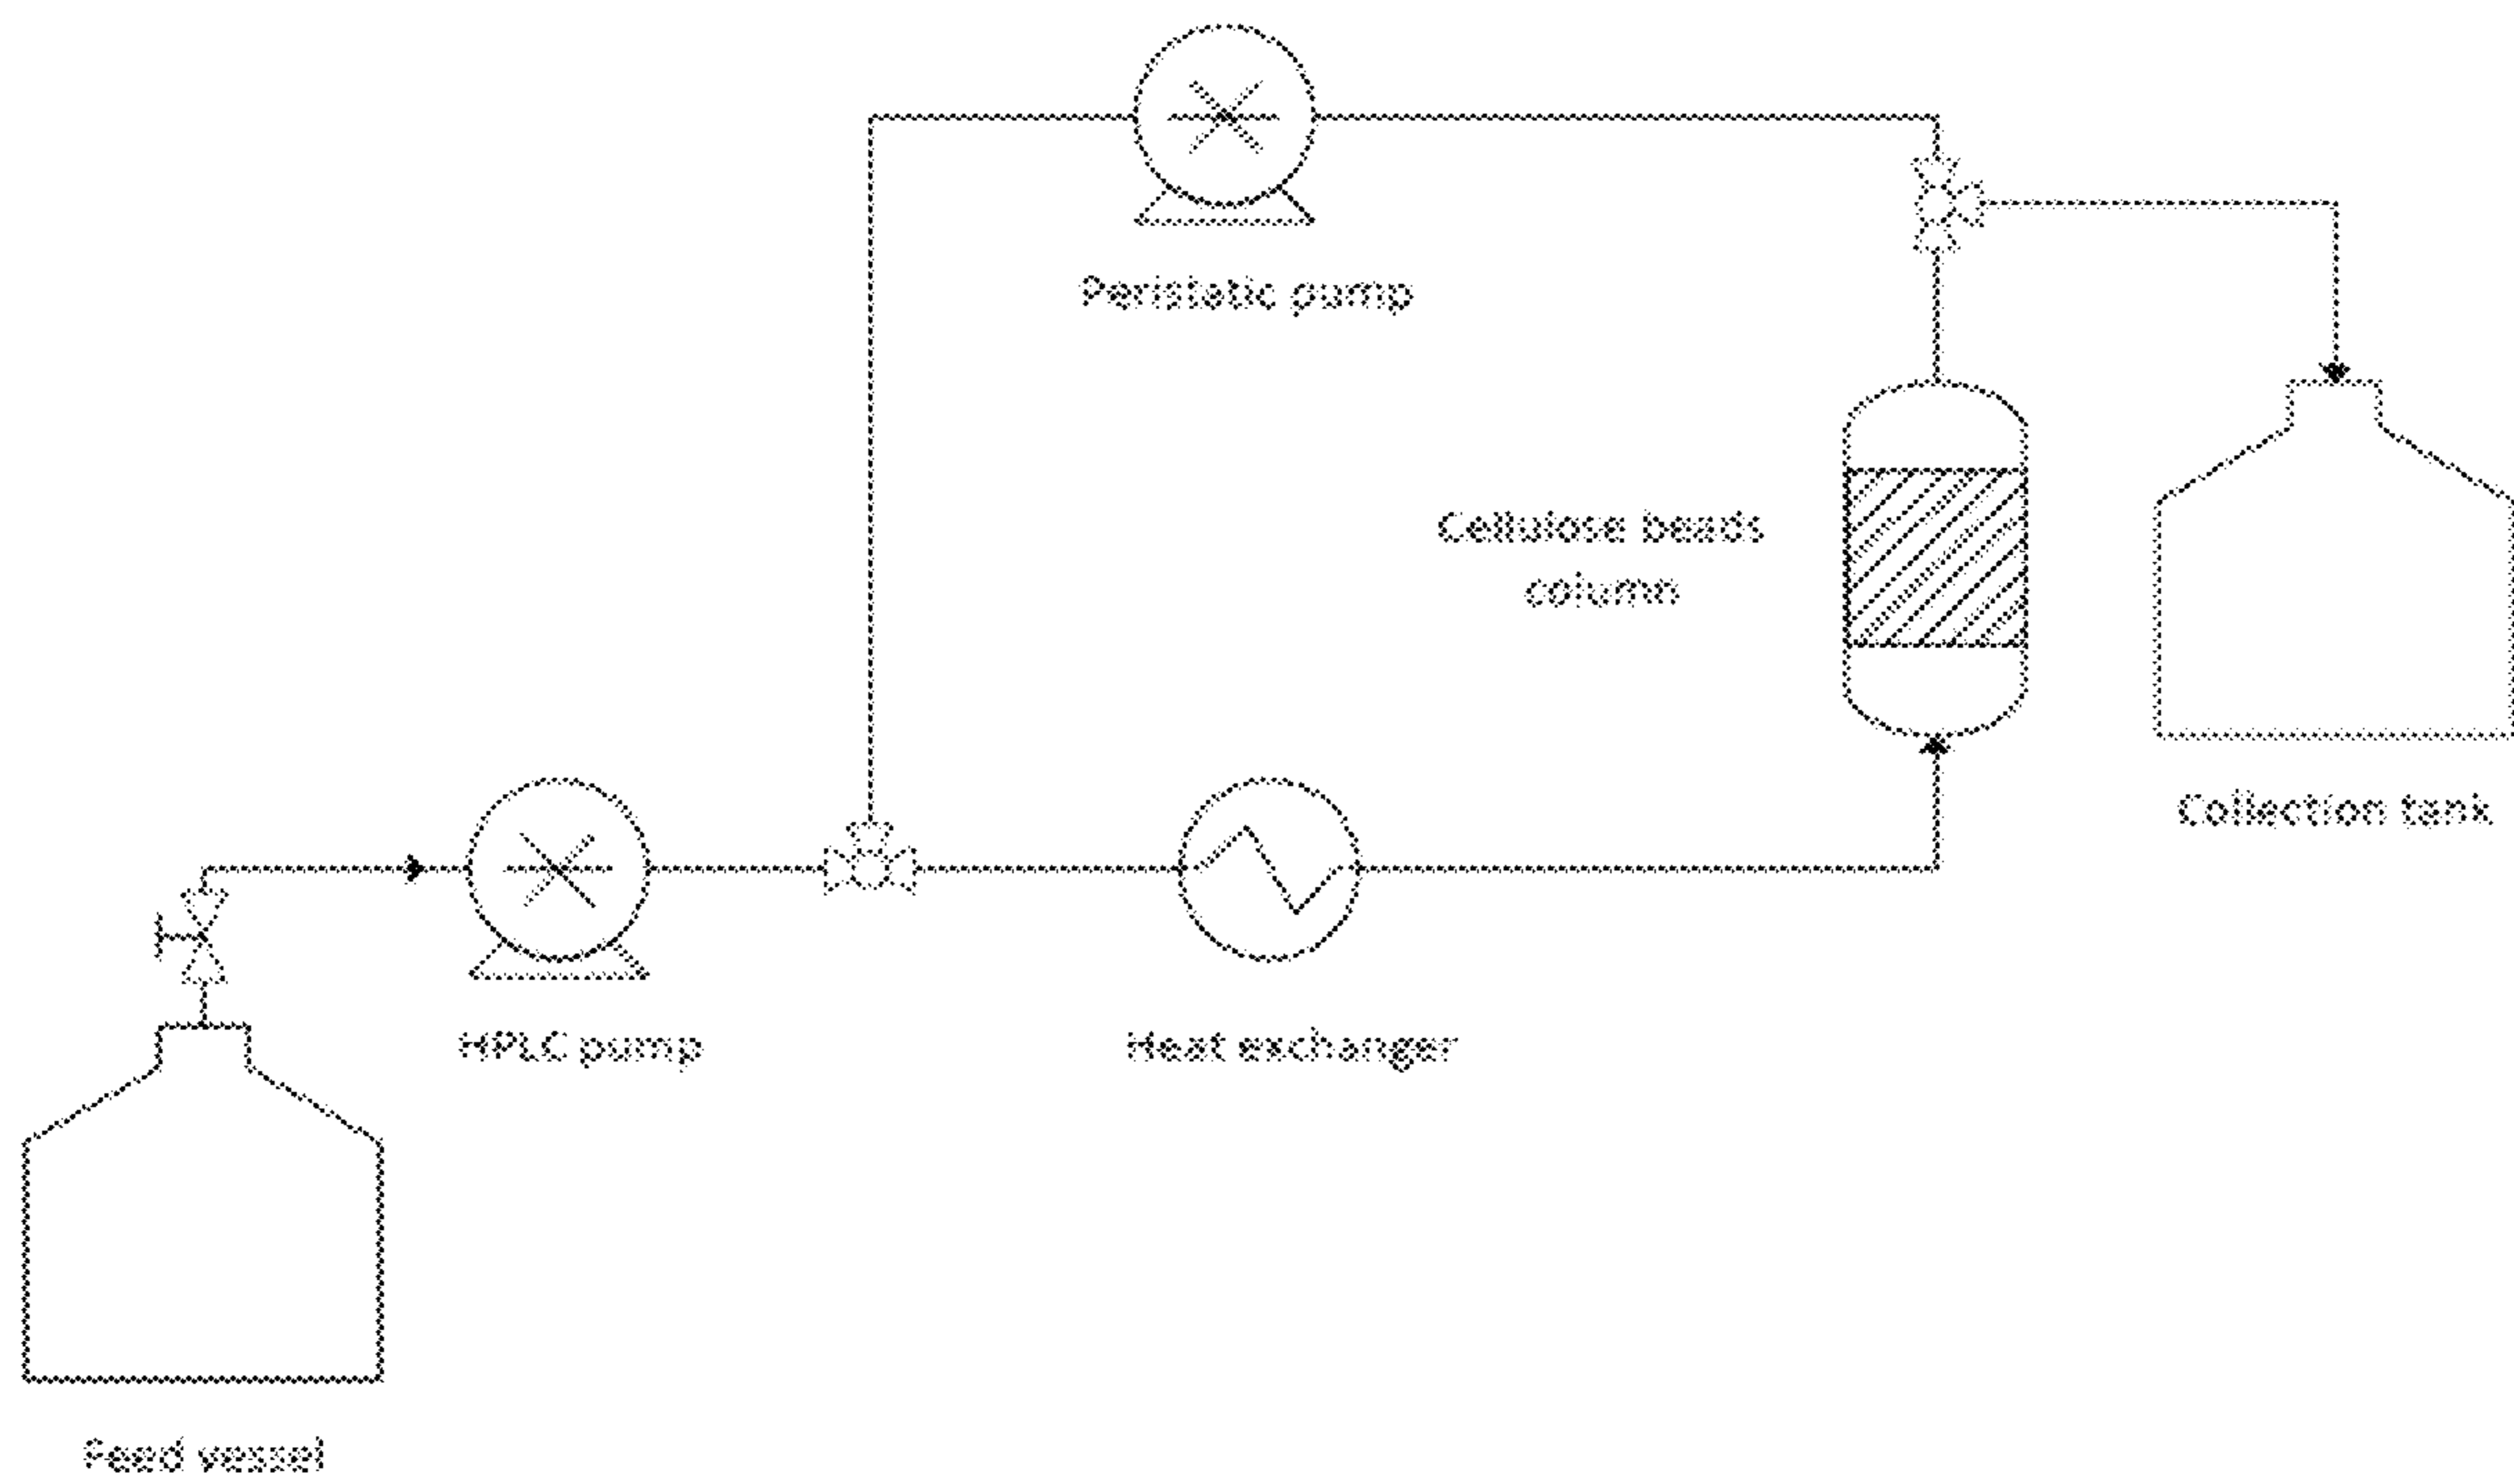 Peristaltic pump
Cellulose beads
column
Collection tank
HPLC pump
Heat exchanger
Feed vessel